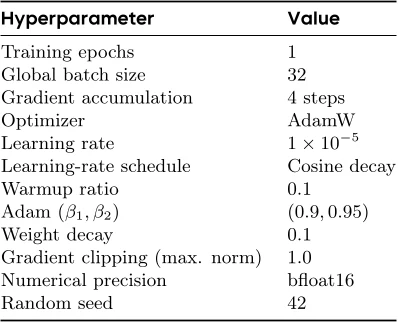 Hyperparameter Value
Training epochs 1
Global batch size 32
Gradient accumulation 4 steps
Optimizer AdamW
Learning rate 1 × 10⁻⁵
Learning-rate schedule Cosine decay
Warmup ratio 0.1
Adam (β₁, β₂) (0.9, 0.95)
Weight decay 0.1
Gradient clipping (max. norm) 1.0
Numerical precision bfloat16
Random seed 42